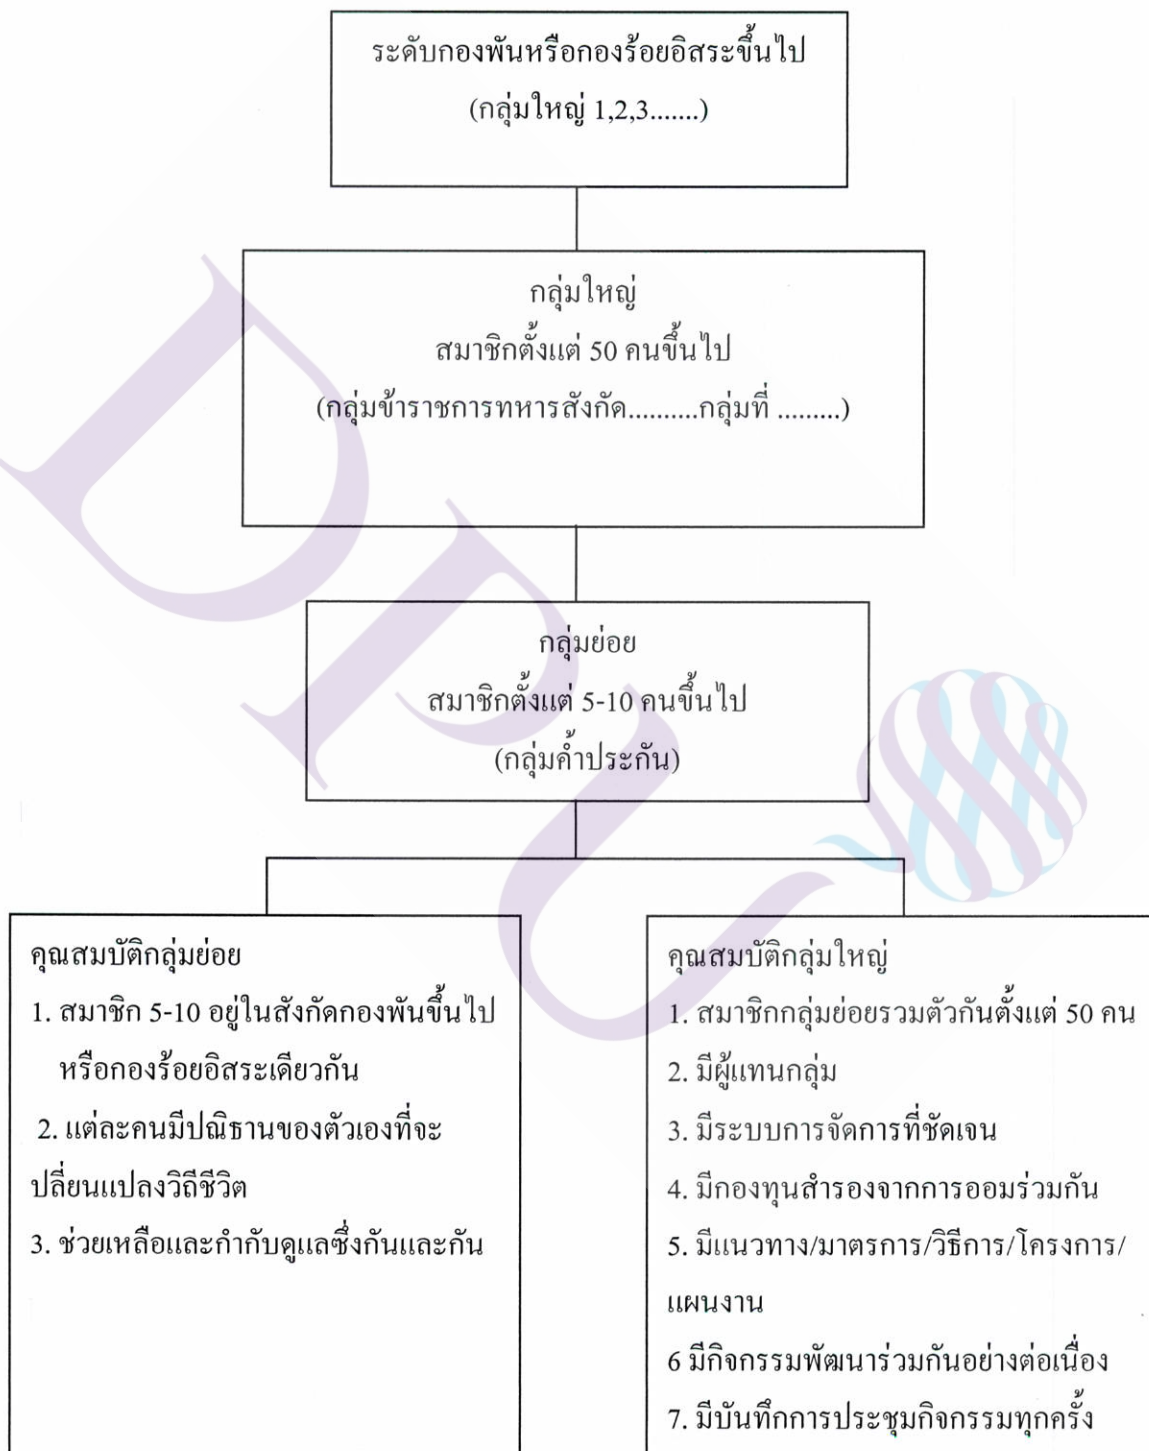 ระดับกองพันหรือกองร้อยอิสระขึ้นไป
(กลุ่มใหญ่ 1,2,3.......)
กลุ่มใหญ่
สมาชิกตั้งแต่ 50 คนขึ้นไป
(กลุ่มข้าราชการทหารสังกัด..........กลุ่มที่ .........)
กลุ่มย่อย
สมาชิกตั้งแต่ 5-10 คนขึ้นไป
(กลุ่มค้ำประกัน)
คุณสมบัติกลุ่มย่อย
1. สมาชิก 5-10 อยู่ในสังกัดกองพันขึ้นไป
หรือกองร้อยอิสระเดียวกัน
2. แต่ละคนมีปณิธานของตัวเองที่จะ
ปลี่ยนแปลงวิถีชีวิต
3. ช่วยเหลือและกำกับดูแลซึ่งกันและกัน
คุณสมบัติกลุ่มใหญ่
1. สมาชิกกลุ่มย่อยรวมตัวกันตั้งแต่ 50 คน
2. มีผู้แทนกลุ่ม
3. มีระบบการจัดการที่ชัดเจน
4. มีกองทุนสำรองจากการออมร่วมกัน
5. มีแนวทาง/มาตรการ/วิธีการ/โครงการ/
แผนงาน
6 มีกิจกรรมพัฒนาร่วมกันอย่างต่อเนื่อง
7. มีบันทึกการประชุมกิจกรรมทุกครั้ง
DPU